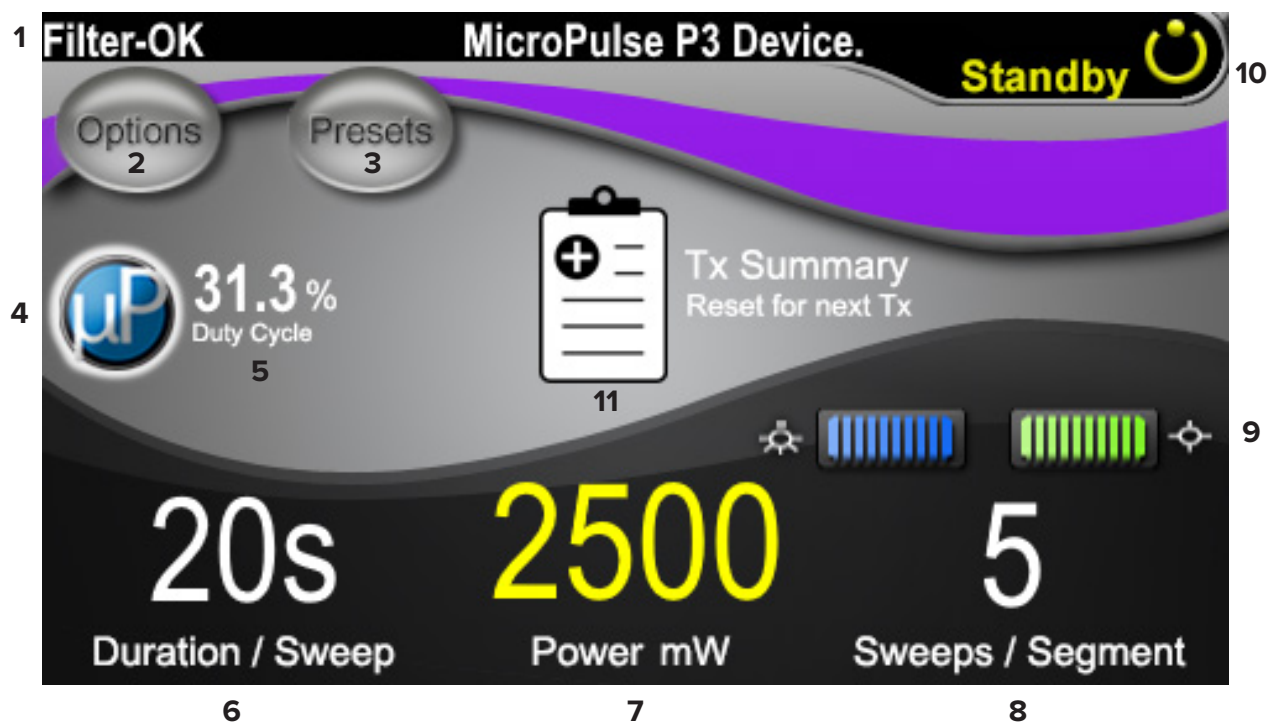 1 Filter-OK MicroPulse P3 Device.
Standby 10
Options Presets
2 3
4 µP 31.3 %
Duty Cycle
5
Tx Summary
Reset for next Tx
11
9
20s 2500 5
Duration / Sweep Power mW Sweeps / Segment
6 7 8